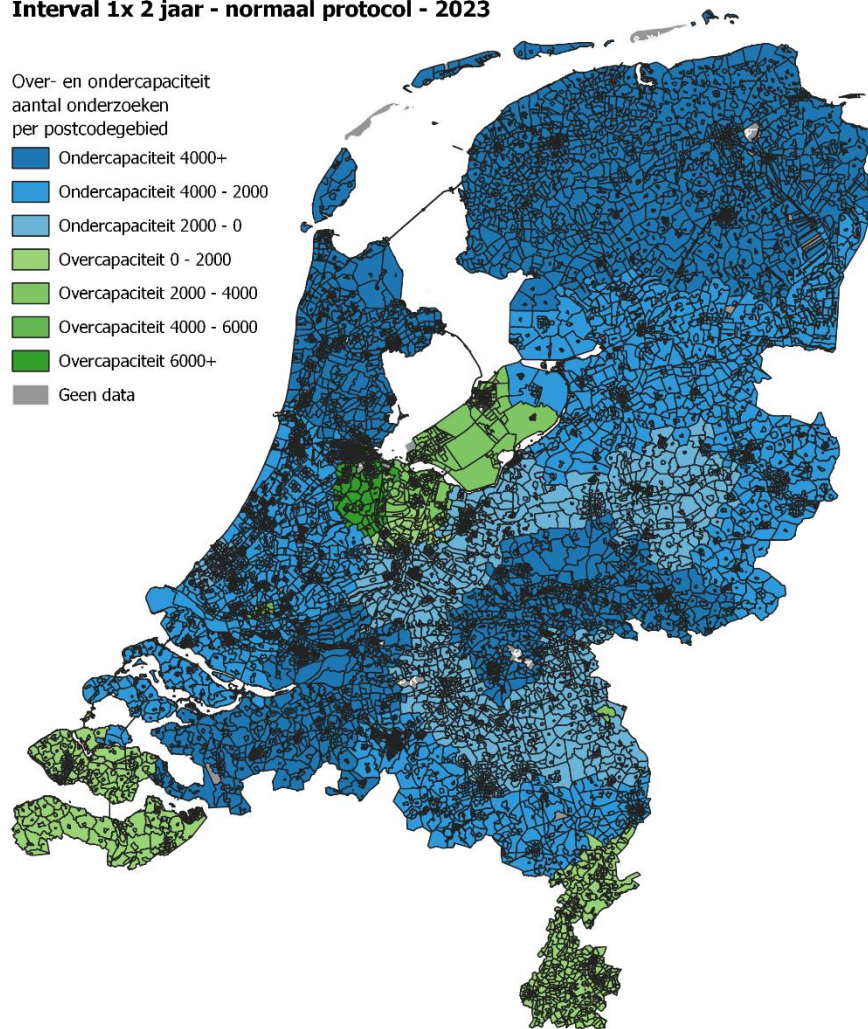 Interval 1x 2 jaar - normaal protocol - 2023
Over- en ondercapaciteit
aantal onderzoeken
per postcodegebied
Ondercapaciteit 4000+
Ondercapaciteit 4000 - 2000
Ondercapaciteit 2000 - 0
Overcapaciteit 0 - 2000
Overcapaciteit 2000 - 4000
Overcapaciteit 4000 - 6000
Overcapaciteit 6000+
Geen data